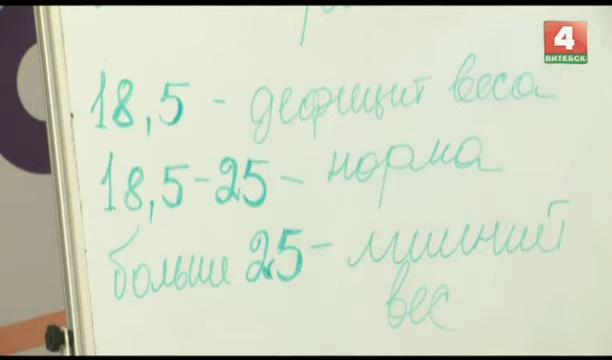 4
ВИТЕБСК
18,5 - дефицит веса
18,5-25 - норма
больше 25 - лишний
вес